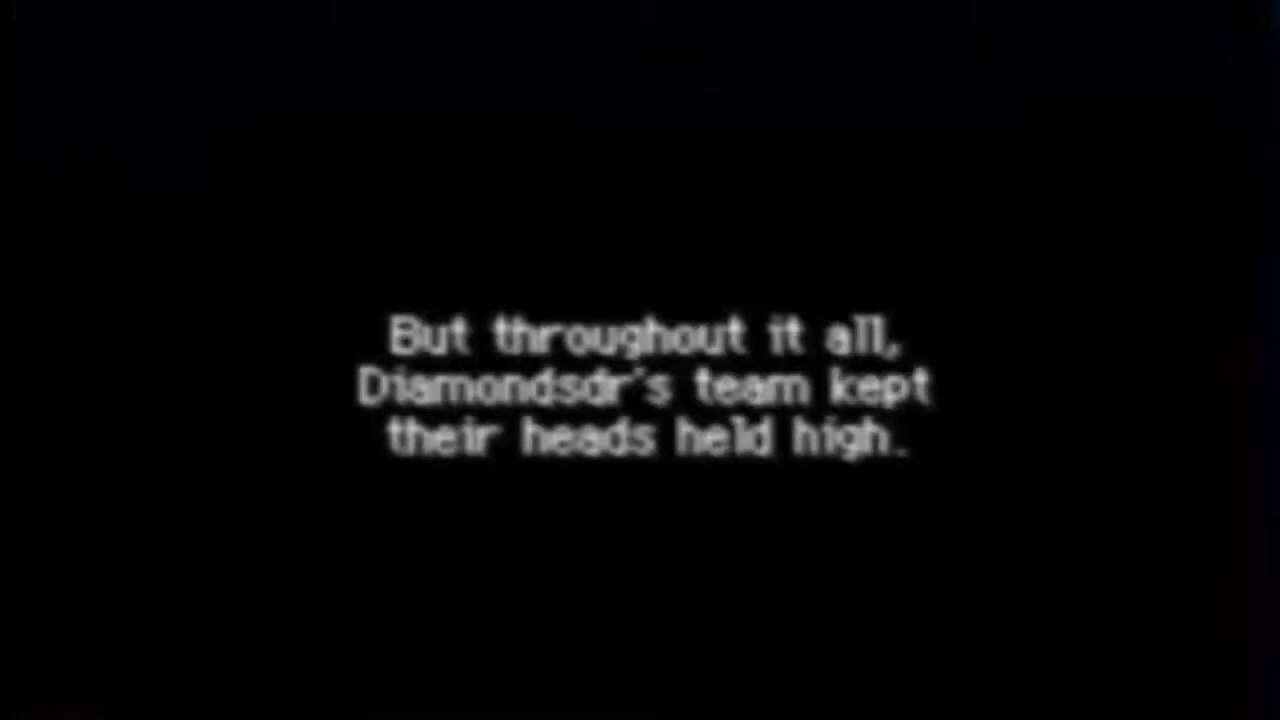 But throughout it all,
Diamondsdr's team kept
their heads held high.